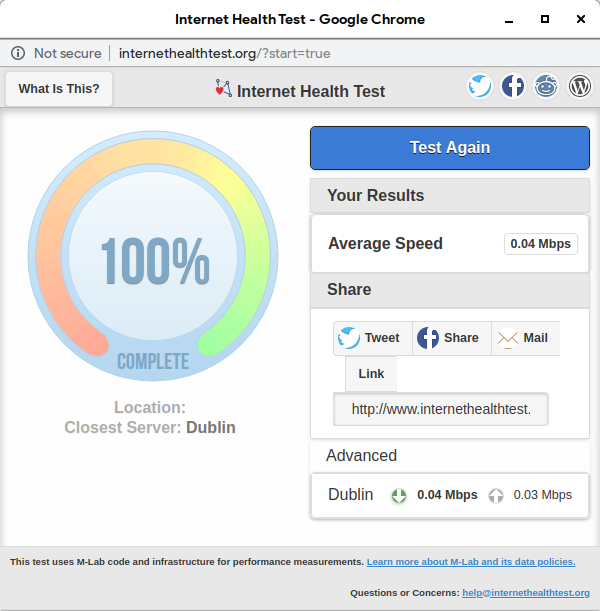 Internet Health Test - Google Chrome
Not secure | internethealthtest.org/?start=true
What Is This?
Internet Health Test
Test Again
100%
COMPLETE
Location:
Closest Server: Dublin
Your Results
Average Speed 0.04 Mbps
Share
Tweet Share Mail
Link
http://www.internethealthtest.
Advanced
Dublin 0.04 Mbps 0.03 Mbps
This test uses M-Lab code and infrastructure for performance measurements. Learn more about M-Lab and its data policies.
Questions or Concerns: help@internethealthtest.org